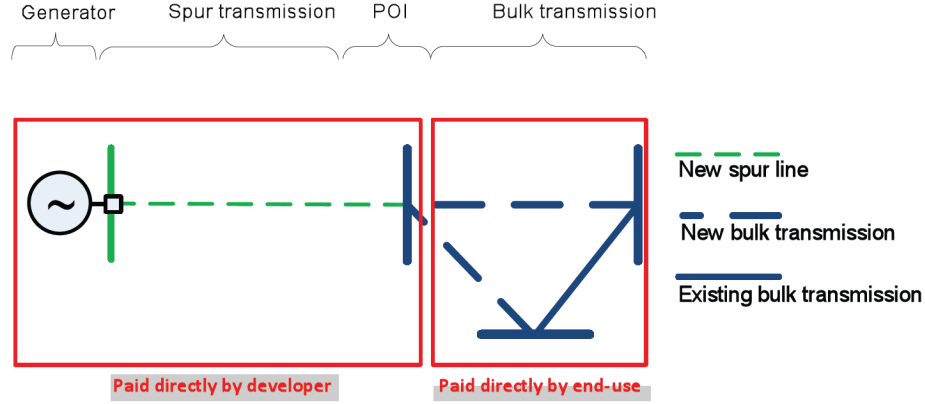 Generator
Spur transmission
POI
Bulk transmission
~
New spur line
New bulk transmission
Existing bulk transmission
Paid directly by developer
Paid directly by end-use